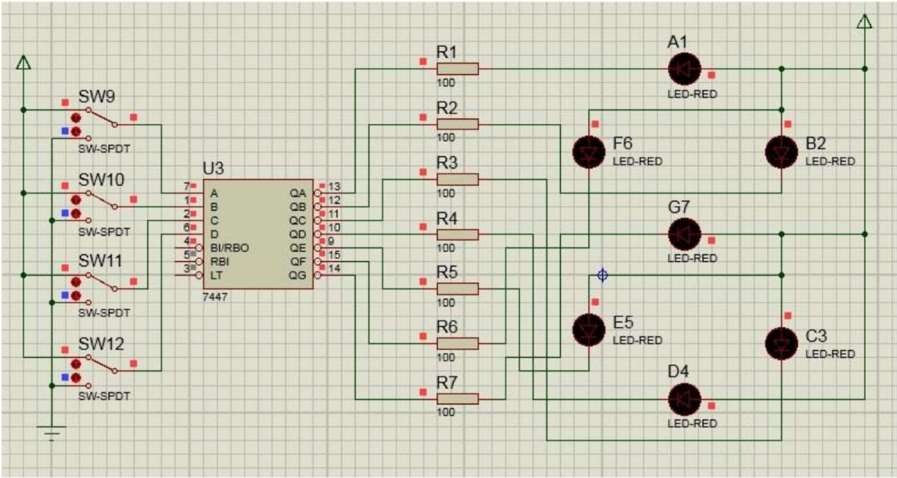 SW9
SW-SPDT
SW10
SW-SPDT
SW11
SW-SPDT
SW12
SW-SPDT
U3
7 A QA 13
1 B QB 12
2 C QC 11
6 D QD 10
4 BI/RBO QE 9
5 RBI QF 15
3 LT QG 14
7447
R1
100
R2
100
R3
100
R4
100
R5
100
R6
100
R7
100
A1
LED-RED
F6
LED-RED
B2
LED-RED
G7
LED-RED
E5
LED-RED
C3
LED-RED
D4
LED-RED